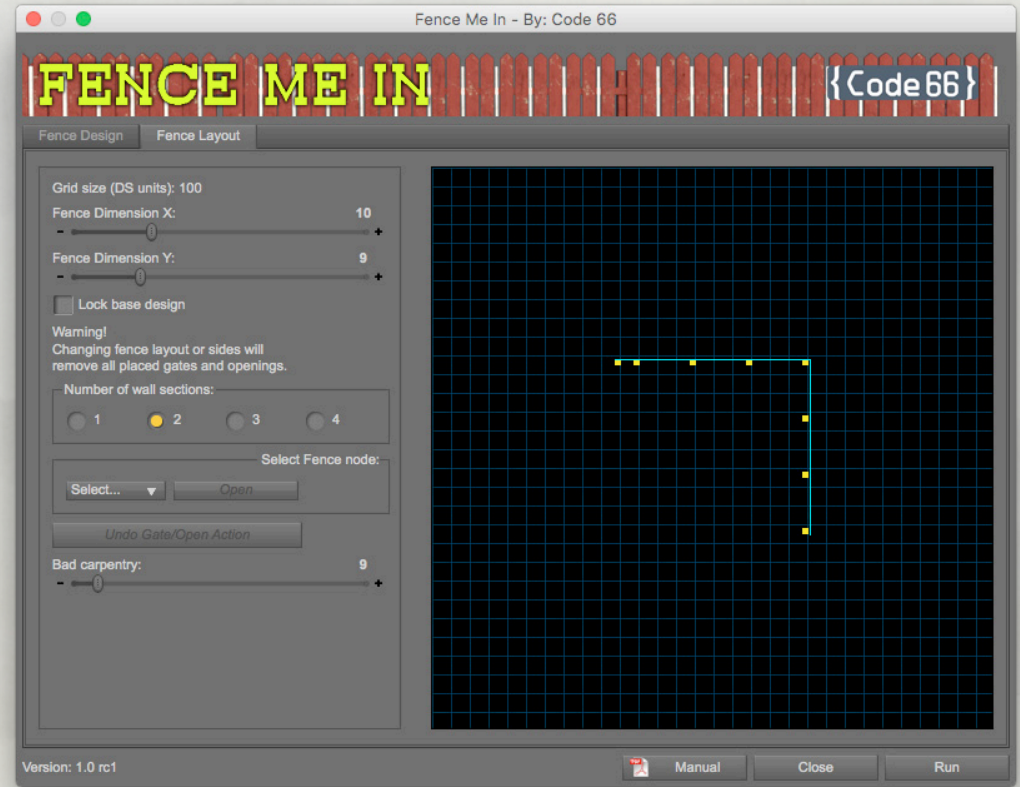 Fence Me In - By: Code 66
FENCE ME IN
{Code 66}
Fence Design
Fence Layout
Grid size (DS units): 100
Fence Dimension X: 10
- +
Fence Dimension Y: 9
- +
Lock base design
Warning!
Changing fence layout or sides will
remove all placed gates and openings.
Number of wall sections:
1 2 3 4
Select Fence node:
Select... Open
Undo Gate/Open Action
Bad carpentry: 9
- +
Version: 1.0 rc1
Manual Close Run